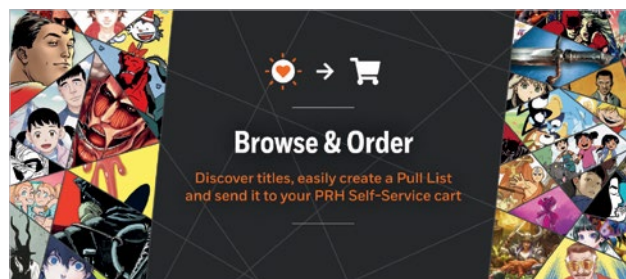 Browse & Order
Discover titles, easily create a Pull List
and send it to your PRH Self-Service cart